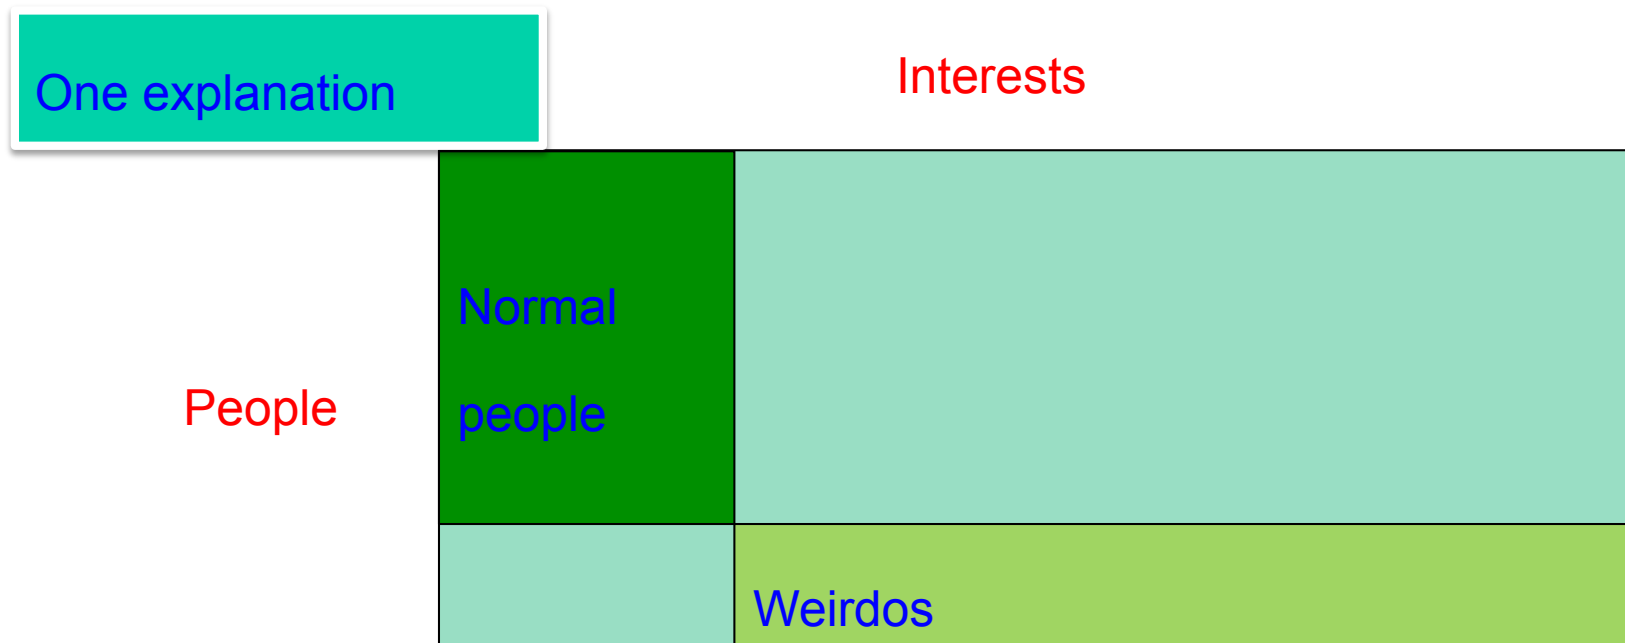 One explanation
Interests
Normal
people
People
Weirdos